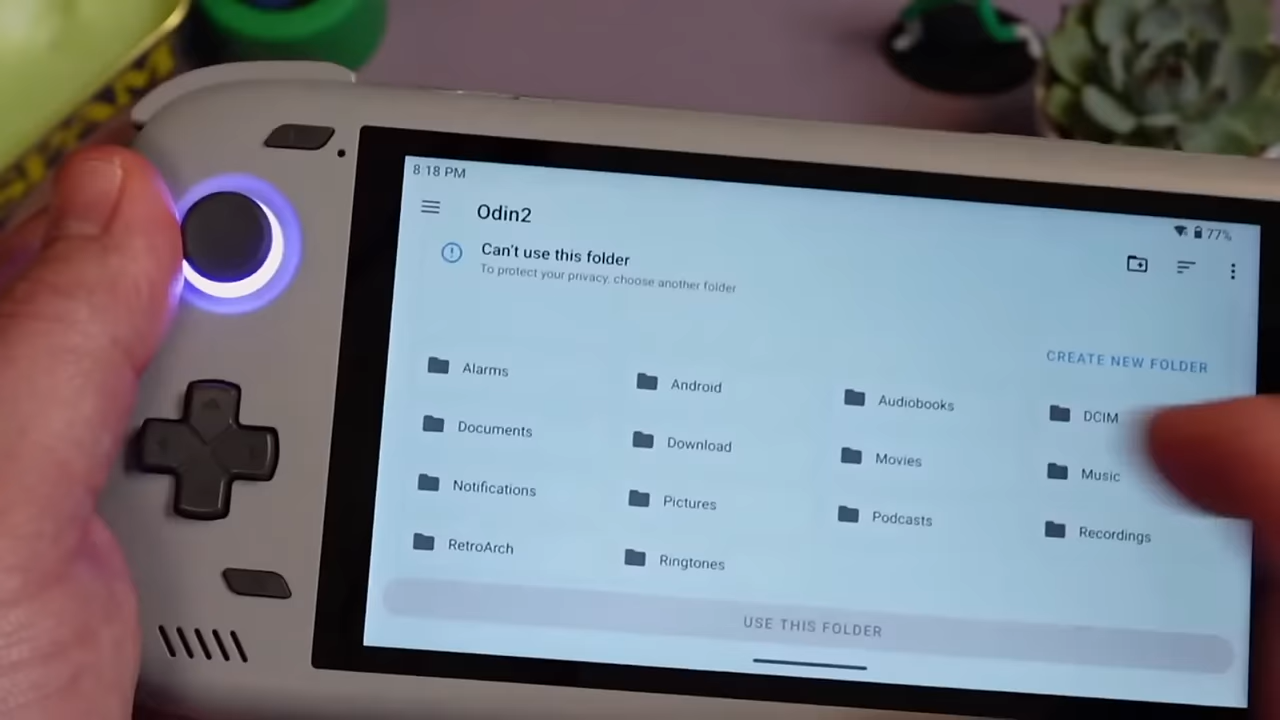 8:18 PM
77%
Odin2
Can't use this folder
To protect your privacy, choose another folder
CREATE NEW FOLDER
Alarms
Android
Audiobooks
DCIM
Documents
Download
Movies
Music
Notifications
Pictures
Podcasts
Recordings
RetroArch
Ringtones
USE THIS FOLDER